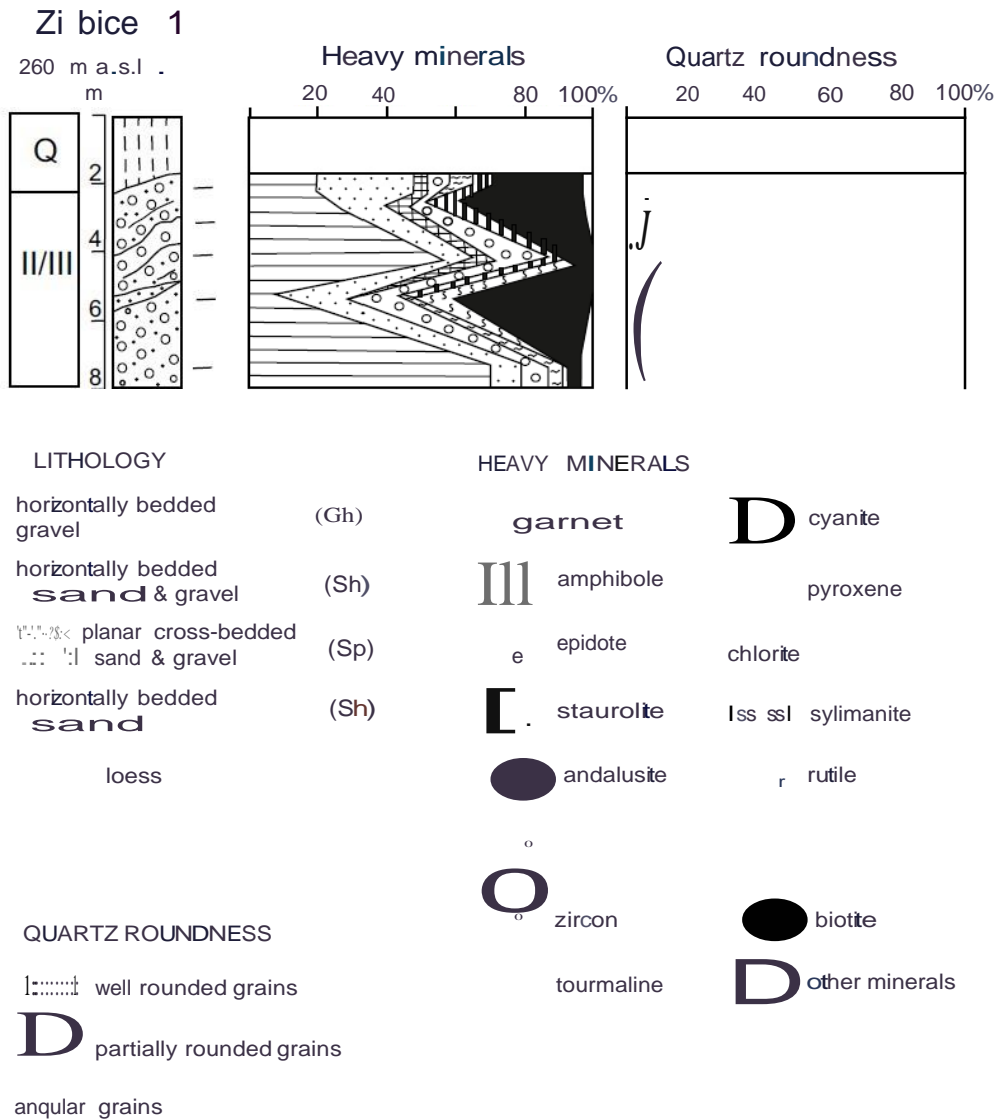 Zi bice 1
260 m a.s.l .
m
Heavy minerals
Quartz roundness
20 40 80 100%
20 40 60 80 100%
Q
2
4
II/III
6
8
.j
(
LITHOLOGY
horizontally bedded
gravel
(Gh)
horizontally bedded
sand & gravel
(Sh)
planar cross-bedded
sand & gravel
(Sp)
horizontally bedded
sand
(Sh)
loess
HEAVY MINERALS
garnet
D cyanite
Ill amphibole
pyroxene
e epidote
chlorite
[. staurolite
Iss ssl sylimanite
andalusite
r rutile
o
O
o
zircon
biotite
tourmaline
D other minerals
QUARTZ ROUNDNESS
well rounded grains
D partially rounded grains
anqular grains